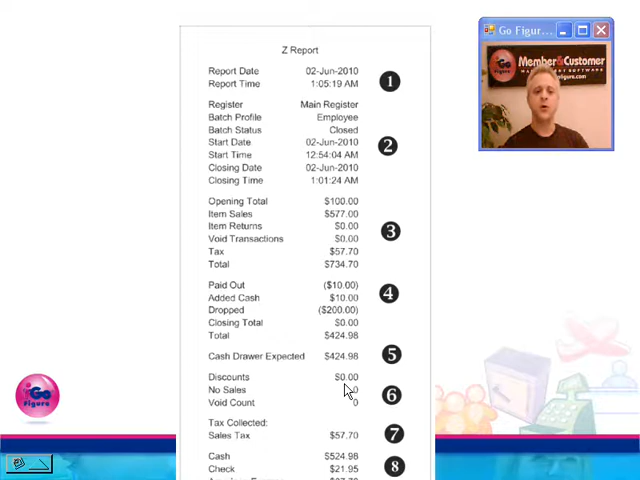 Z Report
Report Date 02-Jun-2010
Report Time 1:05:19 AM
1
Register Main Register
Batch Profile Employee
Batch Status Closed
Start Date 02-Jun-2010
Start Time 12:54:04 AM
Closing Date 02-Jun-2010
Closing Time 1:01:24 AM
2
Opening Total $100.00
Item Sales $577.00
Item Returns $0.00
Void Transactions $0.00
Tax $57.70
Total $734.70
3
Paid Out ($10.00)
Added Cash $10.00
Dropped ($200.00)
Closing Total $0.00
Total $424.98
4
Cash Drawer Expected $424.98
5
Discounts $0.00
No Sales 0
Void Count 0
6
Tax Collected:
Sales Tax $57.70
7
Cash $524.98
Check $21.95
8
Go Figur...
Go
Figure
Member&Customer
Go
Figure